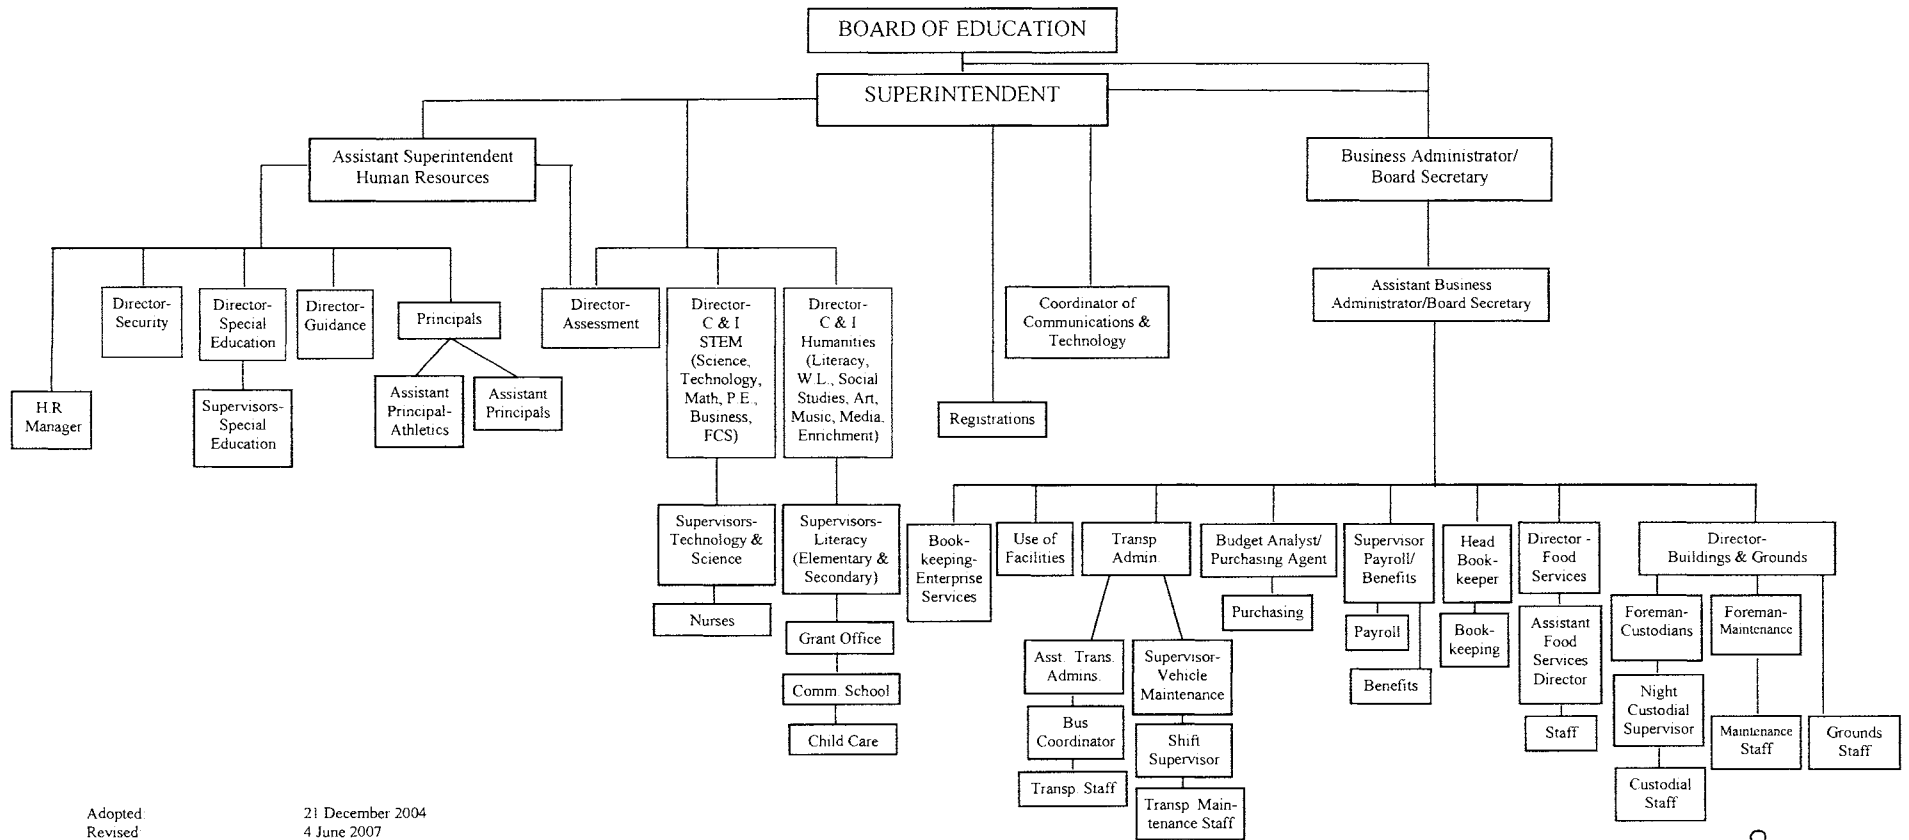 BOARD OF EDUCATION
SUPERINTENDENT
Assistant Superintendent
Human Resources
Business Administrator/
Board Secretary
Assistant Business
Administrator/Board Secretary
H.R
Manager
Director-
Security
Director-
Special
Education
Supervisors-
Special
Education
Director-
Guidance
Principals
Assistant
Principal-
Athletics
Assistant
Principals
Director-
Assessment
Director-
C & I
STEM
(Science,
Technology,
Math, P.E.,
Business,
FCS)
Supervisors-
Technology &
Science
Nurses
Director-
C & I
Humanities
(Literacy,
W.L., Social
Studies, Art,
Music, Media,
Enrichment)
Supervisors-
Literacy
(Elementary &
Secondary)
Grant Office
Comm. School
Child Care
Registrations
Coordinator of
Communications &
Technology
Book-
keeping-
Enterprise
Services
Use of
Facilities
Transp
Admin.
Asst. Trans.
Admins.
Bus
Coordinator
Transp. Staff
Supervisor-
Vehicle
Maintenance
Shift
Supervisor
Transp Main-
tenance Staff
Budget Analyst/
Purchasing Agent
Purchasing
Supervisor
Payroll/
Benefits
Payroll
Benefits
Head
Book-
keeper
Book-
keeping
Director -
Food
Services
Assistant
Food
Services
Director
Staff
Director-
Buildings & Grounds
Foreman-
Custodians
Night
Custodial
Supervisor
Custodial
Staff
Foreman-
Maintenance
Maintenance
Staff
Grounds
Staff
Adopted: 21 December 2004
Revised 4 June 2007